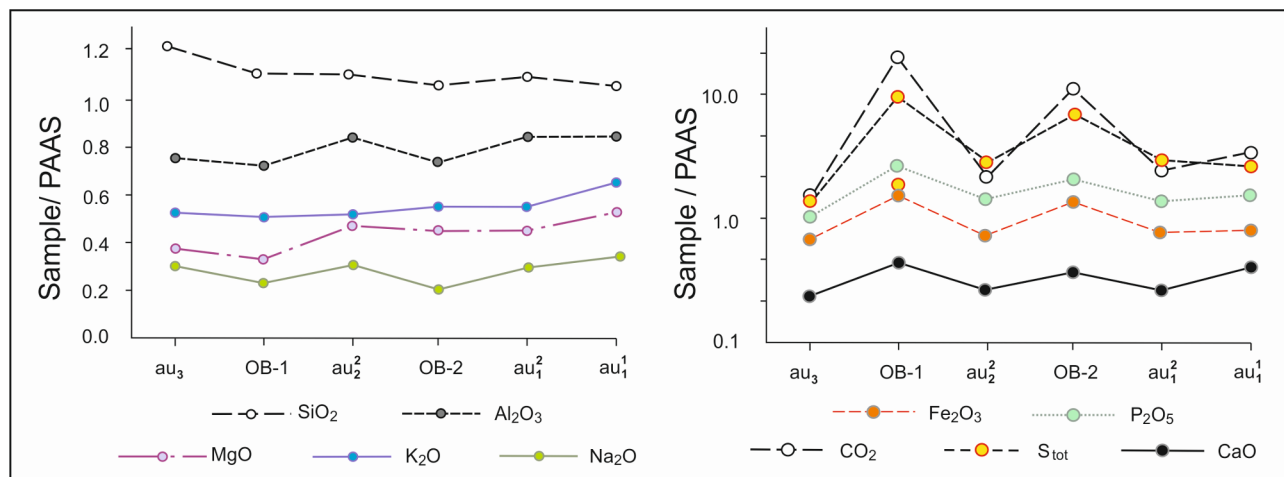 Sample/ PAAS
1.2
1.0
0.8
0.6
0.4
0.2
0.0
au₃ OB-1 au₂² OB-2 au₁² au₁¹
SiO₂ Al₂O₃
MgO K₂O Na₂O
Sample / PAAS
10.0
1.0
0.1
au₃ OB-1 au₂² OB-2 au₁² au₁¹
Fe₂O₃ P₂O₅
CO₂ Stot CaO